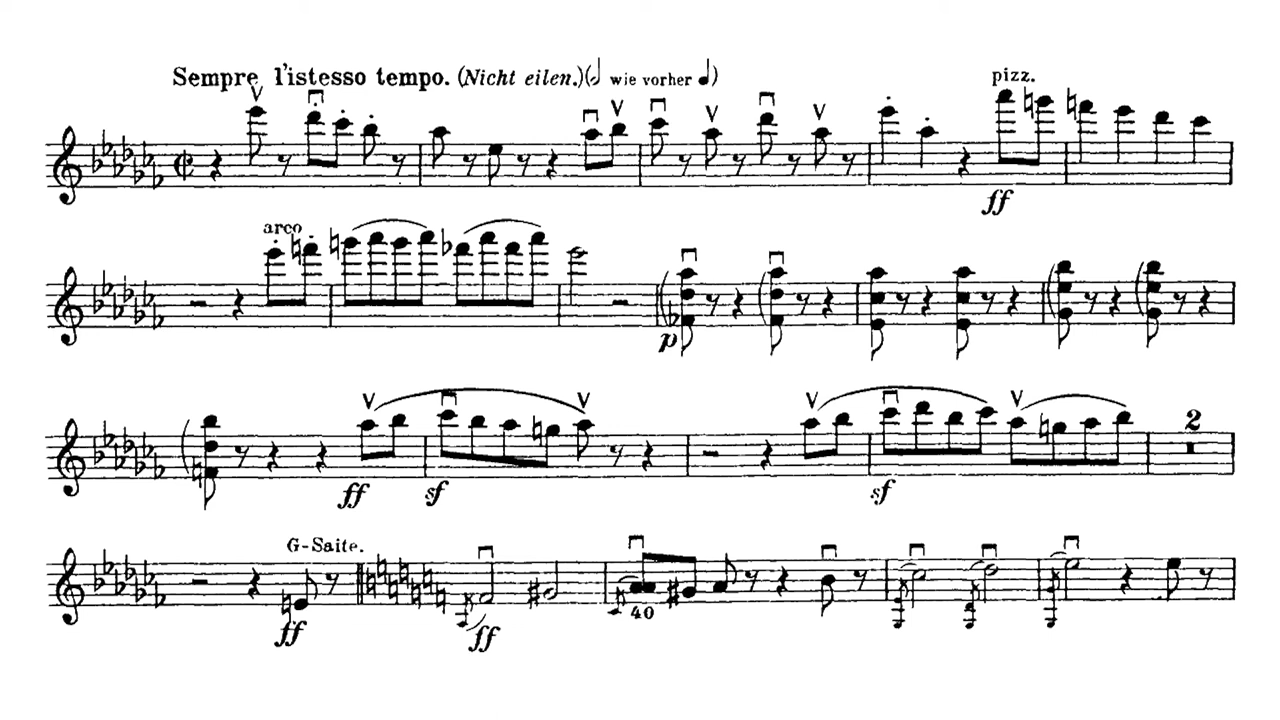 Sempre l'istesso tempo. (Nicht eilen.) (𝅗𝅥 wie vorher ♩)
pizz.
ff
arco
p
ff sf sf 2
G-Saite.
ff ff 40